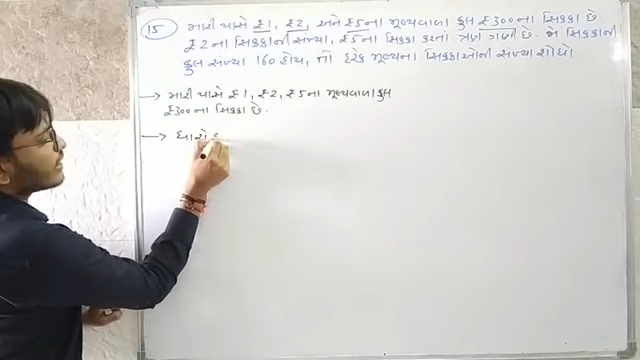 15 મારી પાસે ₹1, ₹2, અને ₹5ના મૂલ્યવાળા કુલ ₹300ના સિક્કા છે
₹2ના સિક્કાની સંખ્યા, ₹5ના સિક્કા કરતા ત્રણ ગણી છે. જો સિક્કાની
કુલ સંખ્યા 160 હોય, તો દરેક મૂલ્યના સિક્કાઓની સંખ્યા શોધો
→ મારી પાસે ₹1, ₹2, ₹5ના મૂલ્યવાળા કુલ
₹300ના સિક્કા છે.
→ ધારો